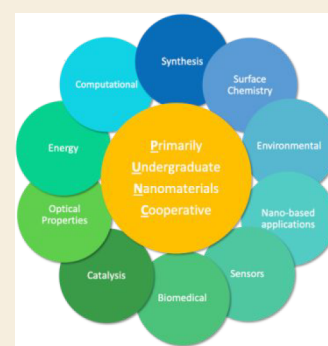 Synthesis
Surface
Chemistry
Environmental
Nano-based
applications
Sensors
Biomedical
Catalysis
Optical
Properties
Energy
Computational
Primarily
Undergraduate
Nanomaterials
Cooperative